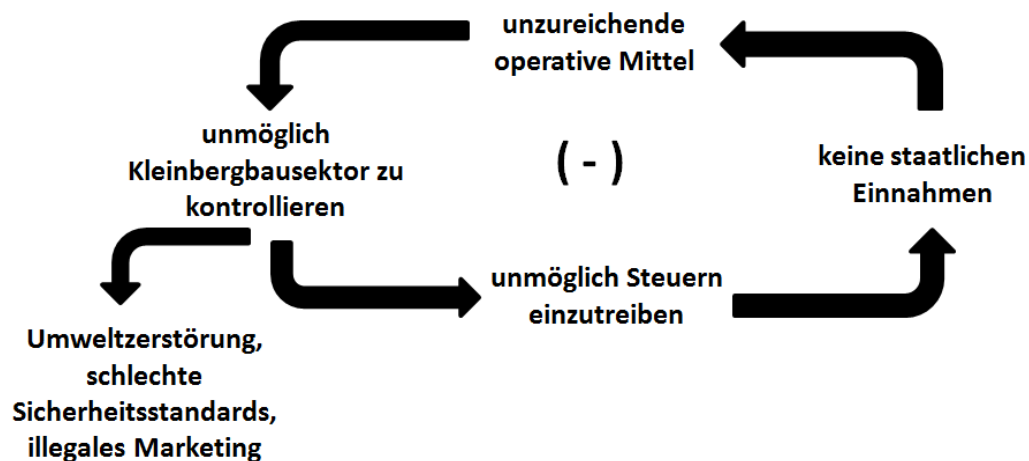 unzureichende
operative Mittel
unmöglich
Kleinbergbausektor zu
kontrollieren
( - )
keine staatlichen
Einnahmen
unmöglich Steuern
einzutreiben
Umweltzerstörung,
schlechte
Sicherheitsstandards,
illegales Marketing